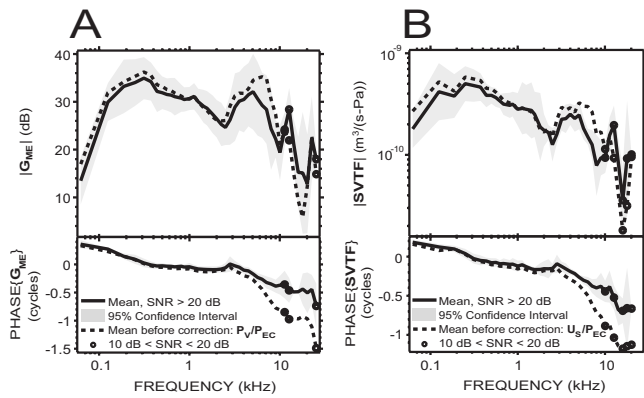 A
B
|G_ME| (dB)
40
30
20
10
PHASE{G_ME}
(cycles)
0
-0.5
-1
-1.5
Mean, SNR > 20 dB
95% Confidence Interval
Mean before correction: P_V/P_EC
10 dB < SNR < 20 dB
0.1
1
10
FREQUENCY (kHz)
|SVTF| (m³/(s-Pa))
10⁻⁹
10⁻¹⁰
PHASE{SVTF}
(cycles)
0
-0.5
-1
Mean, SNR > 20 dB
95% Confidence Interval
Mean before correction: U_S/P_EC
10 dB < SNR < 20 dB
0.1
1
10
FREQUENCY (kHz)